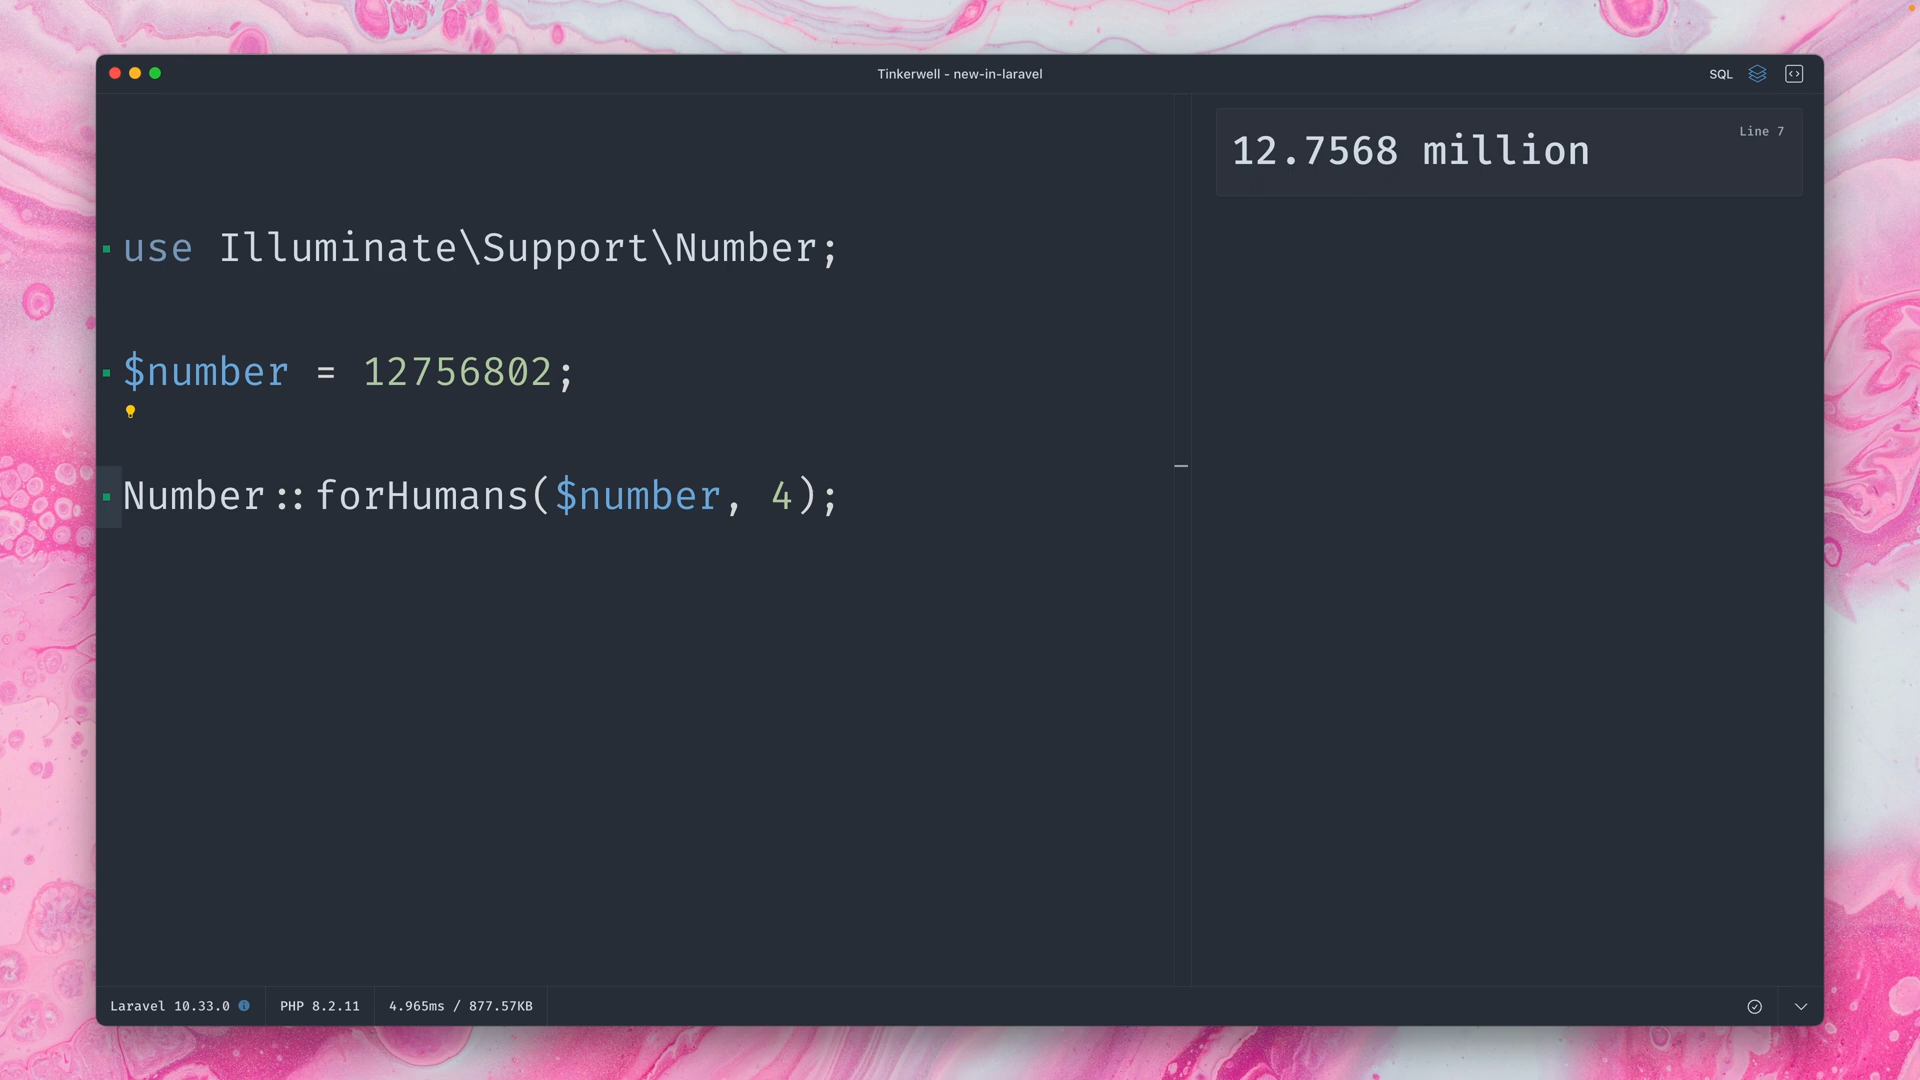 Tinkerwell - new-in-laravel
SQL
use Illuminate\Support\Number;
$number = 12756802;
Number::forHumans($number, 4);
12.7568 million
Line 7
Laravel 10.33.0
PHP 8.2.11
4.965ms / 877.57KB